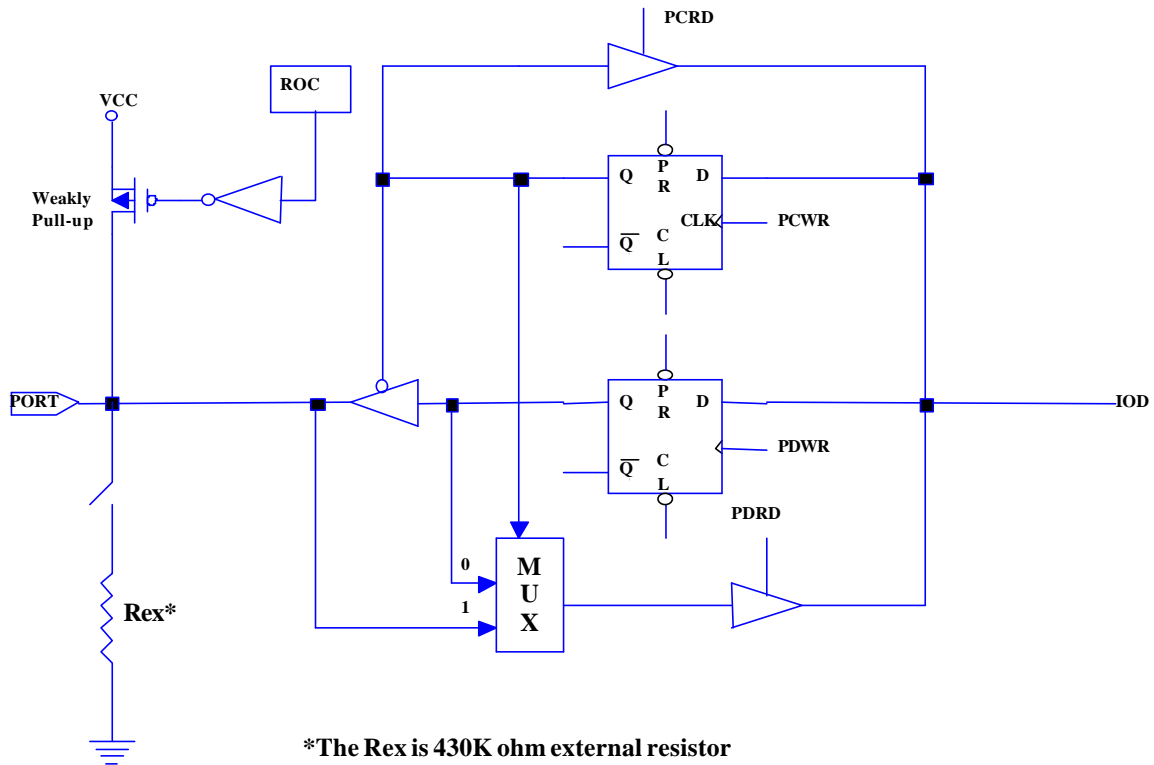 PCRD
ROC
VCC
Weakly
Pull-up
Q
P
R
D
CLK
PCWR
Q
C
L
PORT
Q
P
R
D
IOD
Q
C
L
PDWR
PDRD
0
1
M
U
X
Rex*
*The Rex is 430K ohm external resistor